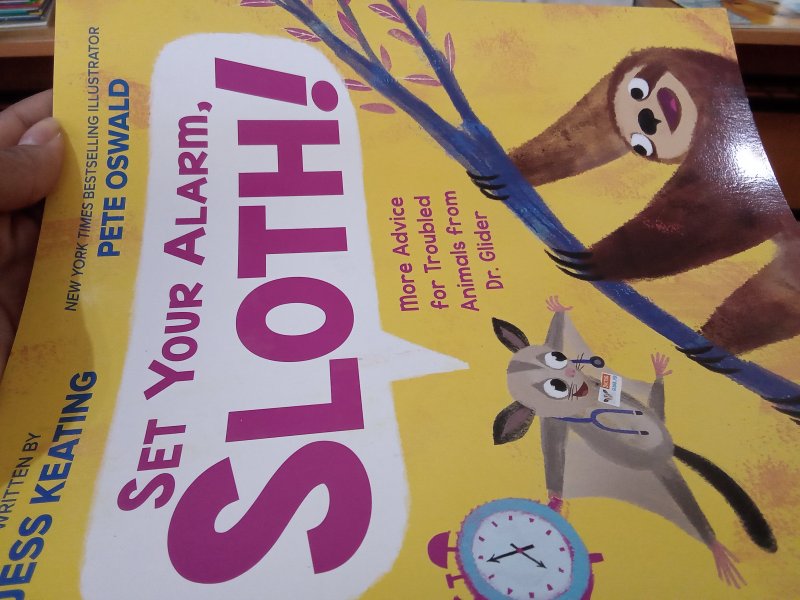 WRITTEN BY
JESS KEATING
NEW YORK TIMES BESTSELLING ILLUSTRATOR
PETE OSWALD
SET YOUR ALARM,
SLOTH!
More Advice
for Troubled
Animals from
Dr. Glider